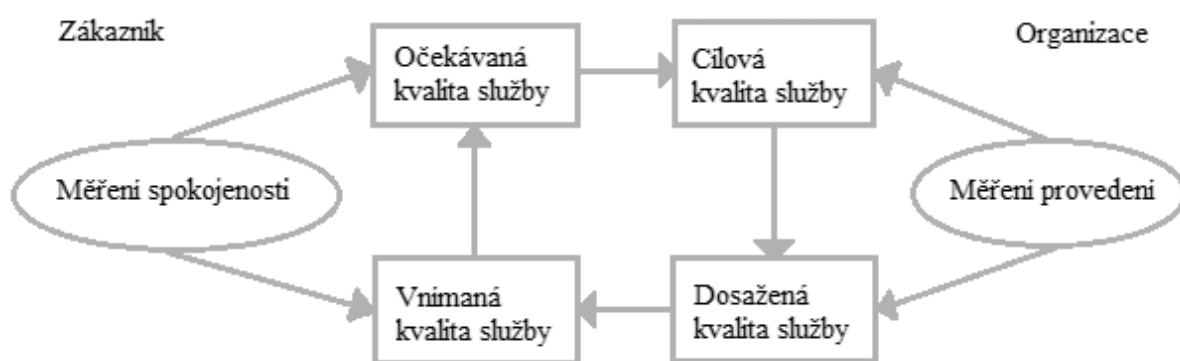 Zákazník
Organizace
Očekávaná
kvalita služby
Cílová
kvalita služby
Měření spokojenosti
Měření provedení
Vnímaná
kvalita služby
Dosažená
kvalita služby